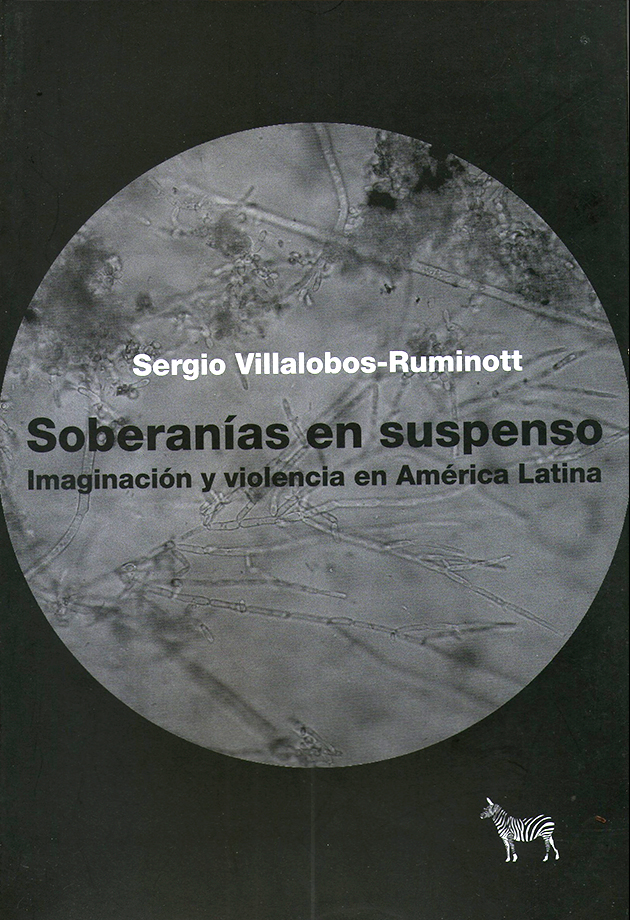 Sergio Villalobos-Ruminott
Soberanías en suspenso
Imaginación y violencia en América Latina